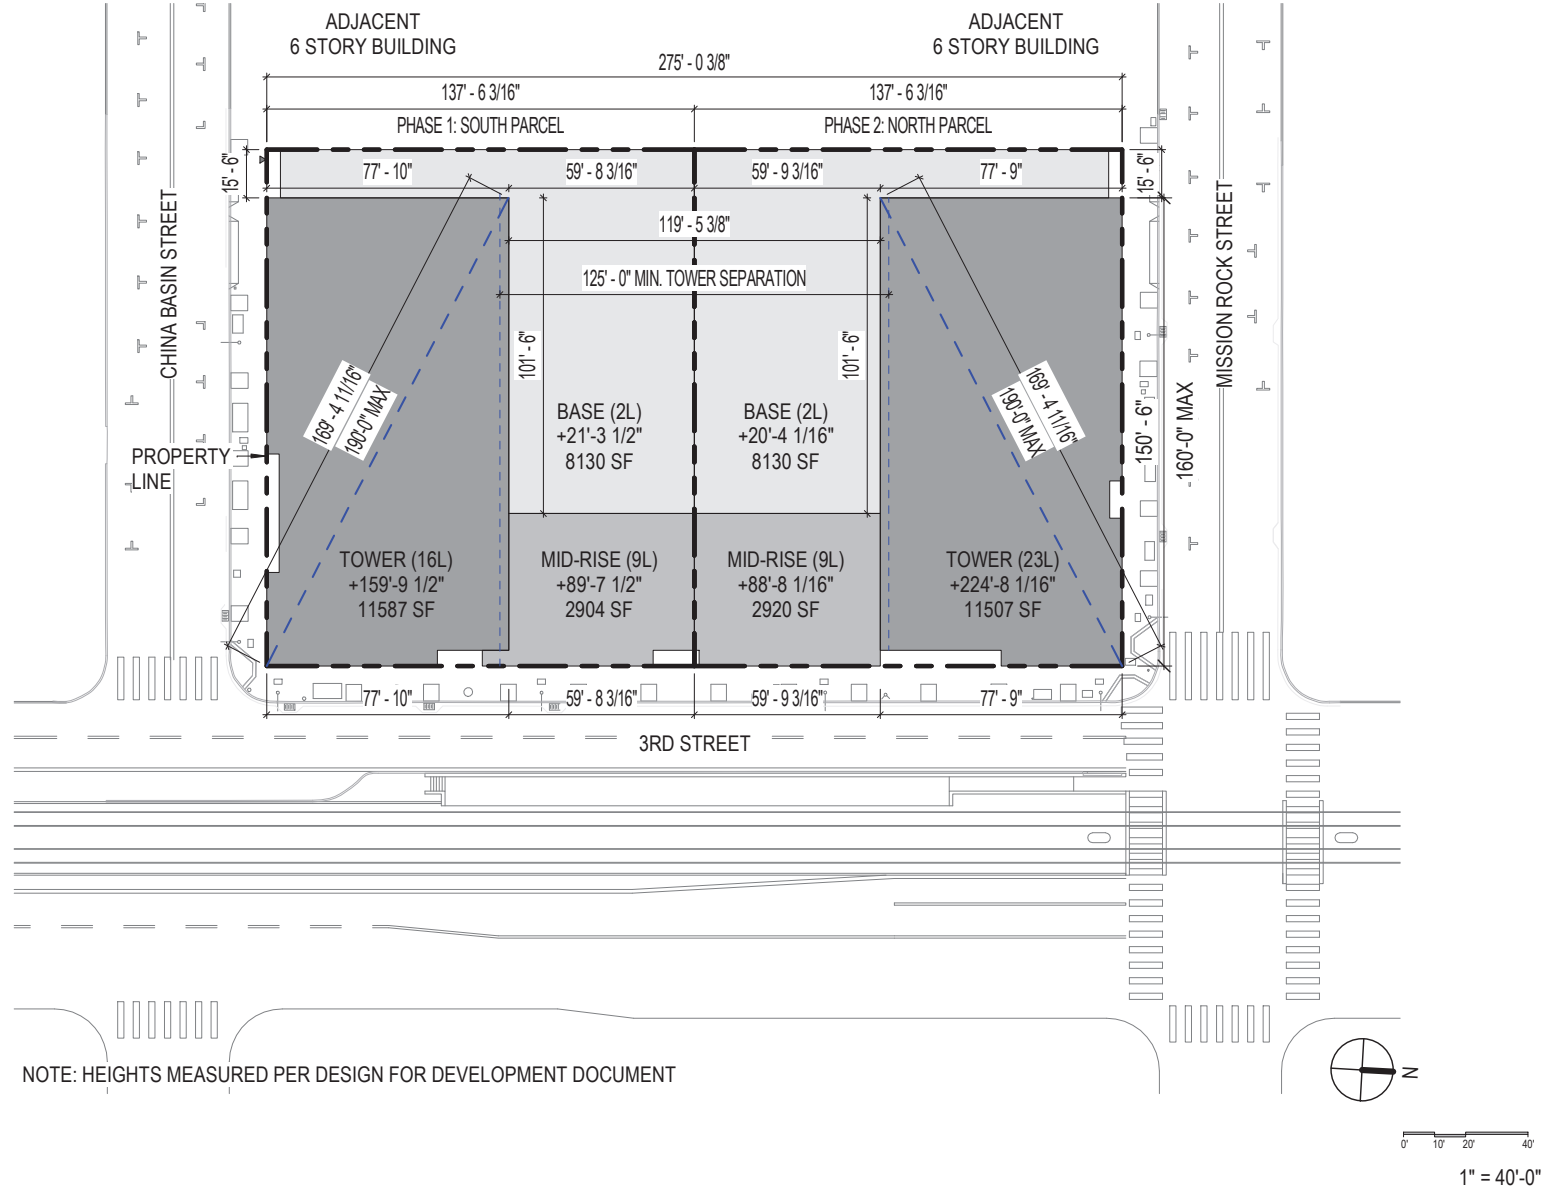 ADJACENT
6 STORY BUILDING
ADJACENT
6 STORY BUILDING
275' - 0 3/8"
137' - 6 3/16"
137' - 6 3/16"
PHASE 1: SOUTH PARCEL
PHASE 2: NORTH PARCEL
15' - 6"
77' - 10"
59' - 8 3/16"
59' - 9 3/16"
77' - 9"
15' - 6"
119' - 5 3/8"
125' - 0" MIN. TOWER SEPARATION
CHINA BASIN STREET
MISSION ROCK STREET
101' - 6"
101' - 6"
169' - 4 11/16"
190'-0" MAX
169' - 4 11/16"
190'-0" MAX
150' - 6"
160'-0" MAX
PROPERTY
LINE
BASE (2L)
+21'-3 1/2"
8130 SF
BASE (2L)
+20'-4 1/16"
8130 SF
TOWER (16L)
+159'-9 1/2"
11587 SF
MID-RISE (9L)
+89'-7 1/2"
2904 SF
MID-RISE (9L)
+88'-8 1/16"
2920 SF
TOWER (23L)
+224'-8 1/16"
11507 SF
77' - 10"
59' - 8 3/16"
59' - 9 3/16"
77' - 9"
3RD STREET
NOTE: HEIGHTS MEASURED PER DESIGN FOR DEVELOPMENT DOCUMENT
N
0' 10' 20' 40'
1" = 40'-0"